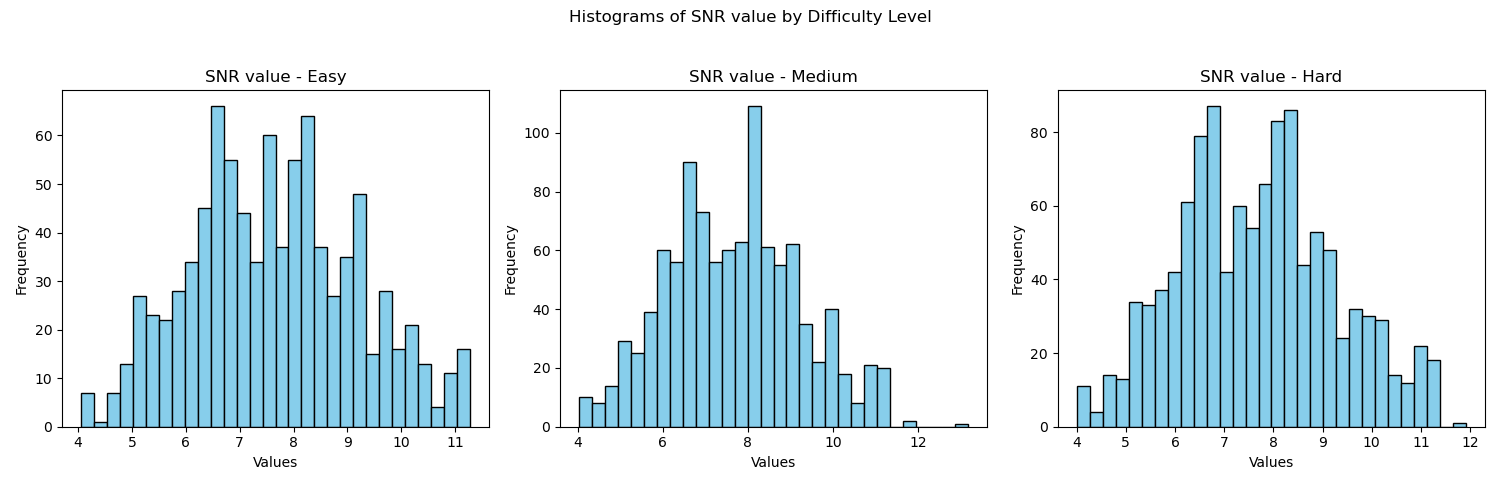 Histograms of SNR value by Difficulty Level
SNR value - Easy
Frequency
60
50
40
30
20
10
0
4 5 6 7 8 9 10 11
Values
SNR value - Medium
Frequency
100
80
60
40
20
0
4 6 8 10 12
Values
SNR value - Hard
Frequency
80
60
40
20
0
4 5 6 7 8 9 10 11 12
Values